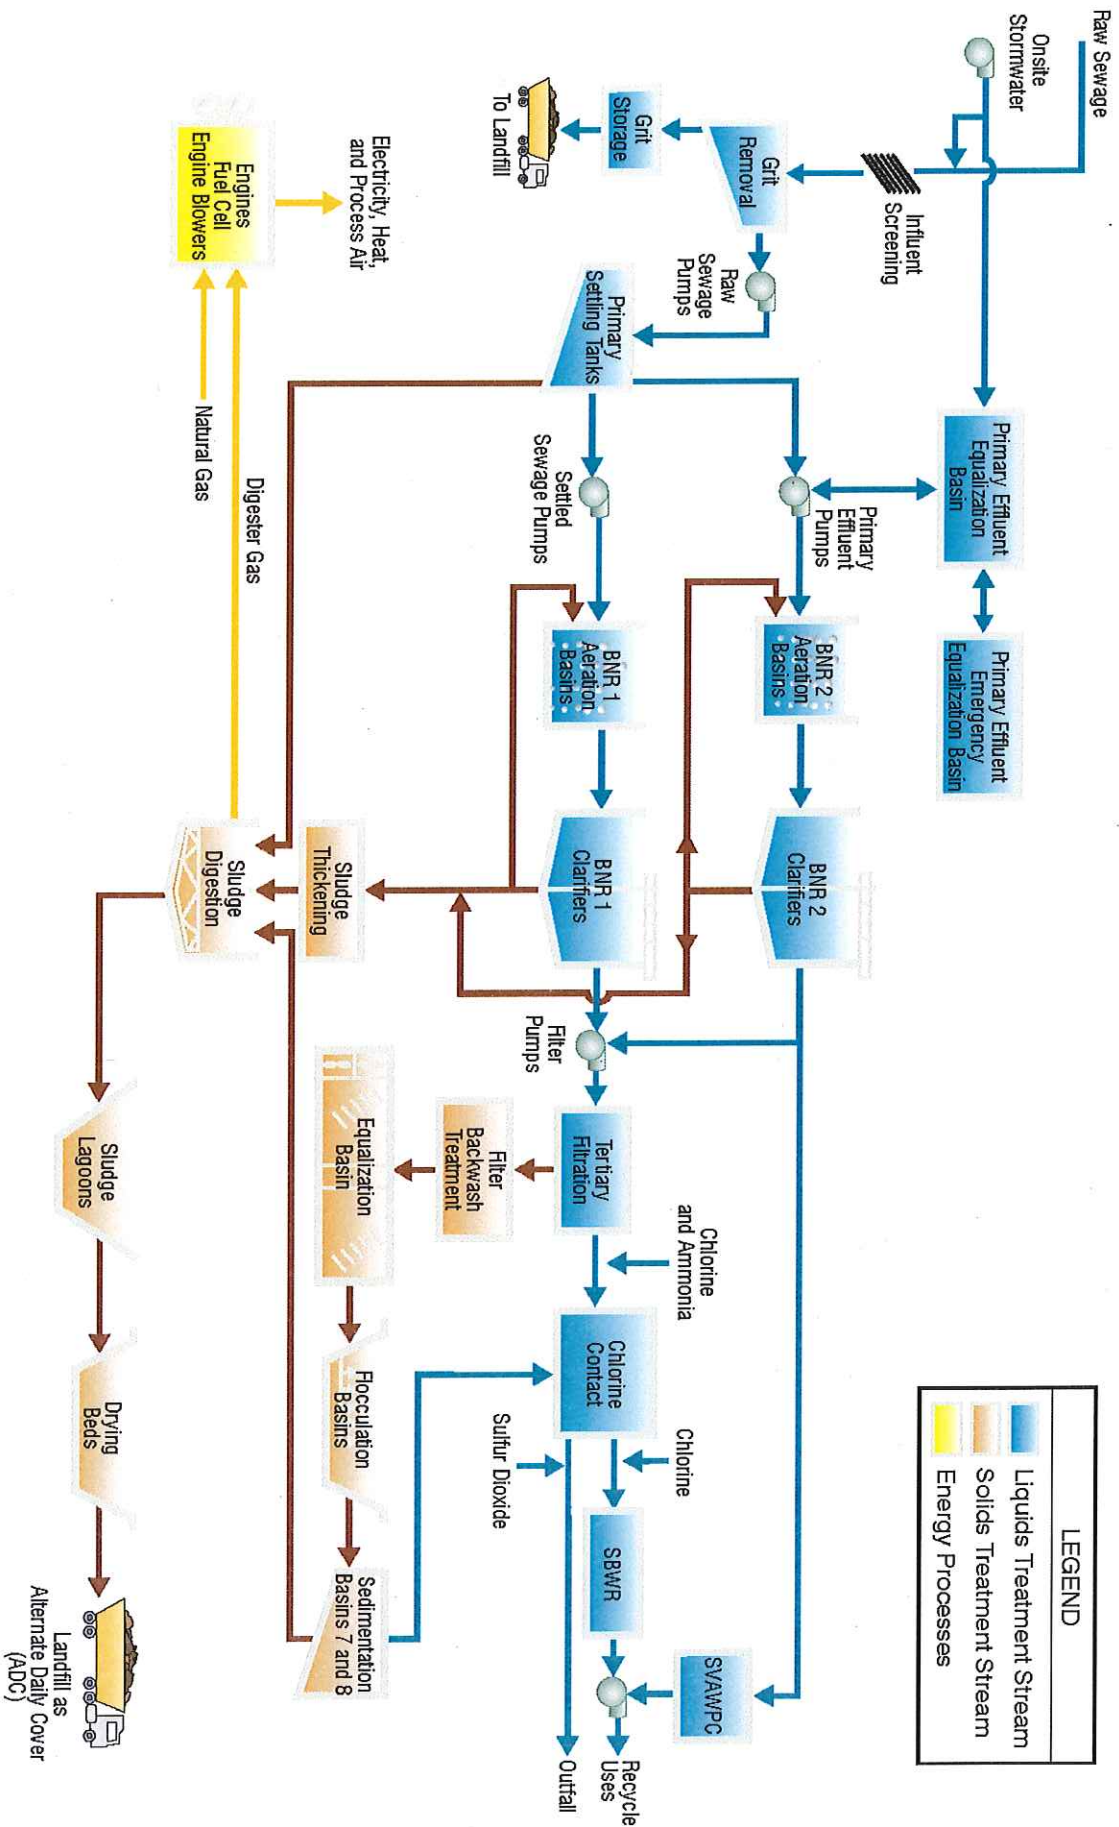 Raw Sewage
Onsite
Stormwater
Influent
Screening
Grit
Removal
Grit
Storage
To Landfill
Raw
Sewage
Pumps
Primary
Settling Tanks
Primary Effluent
Equalization
Basin
Primary Effluent
Emergency
Equalization Basin
Primary
Effluent
Pumps
Settled
Sewage Pumps
BNR 2
Aeration
Basins
BNR 2
Clarifiers
BNR 1
Aeration
Basins
BNR 1
Clarifiers
Filter
Pumps
Tertiary
Filtration
Chlorine
and Ammonia
Chlorine
Contact
Chlorine
Sulfur Dioxide
SBWR
SVAWPC
Recycle
Uses
Outfall
Filter
Backwash
Treatment
Equalization
Basin
Flocculation
Basins
Sedimentation
Basins 7 and 8
Sludge
Thickening
Sludge
Digestion
Sludge
Lagoons
Drying
Beds
Landfill as
Alternate Daily Cover
(ADC)
Electricity, Heat,
and Process Air
Engines
Fuel Cell
Engine Blowers
Digester Gas
Natural Gas
LEGEND
Liquids Treatment Stream
Solids Treatment Stream
Energy Processes